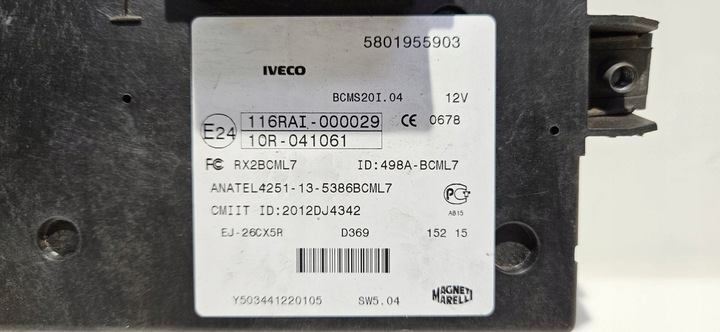 5801955903
IVECO
BCMS20I.04 12V
E24 116RAI-000029 CE 0678
10R-041061
FC RX2BCML7 ID:498A-BCML7
ANATEL4251-13-5386BCML7
CMIIT ID:2012DJ4342
AB15
EJ-26CX5R D369 152 15
Y503441220105 SW5.04
MAGNETI
MARELLI